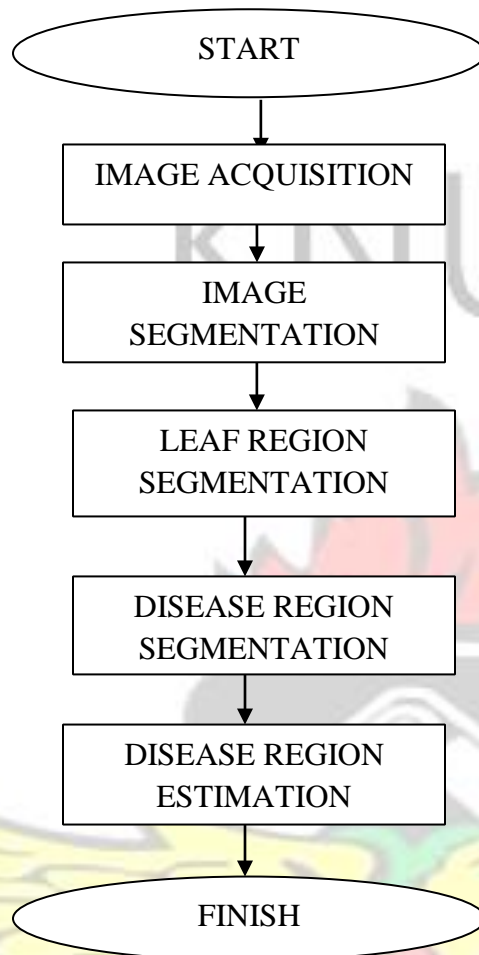 START
IMAGE ACQUISITION
IMAGE
SEGMENTATION
LEAF REGION
SEGMENTATION
DISEASE REGION
SEGMENTATION
DISEASE REGION
ESTIMATION
FINISH